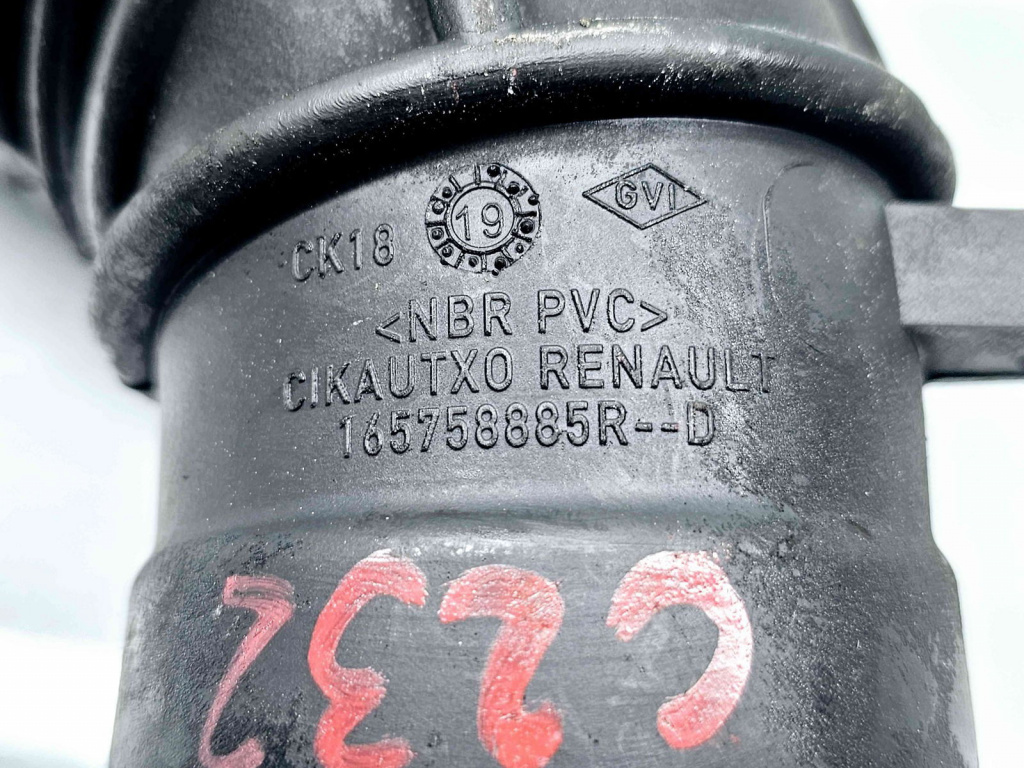 CK18 19 GVI
<NBR PVC>
CIKAUTXO RENAULT
165758885R--D
C232